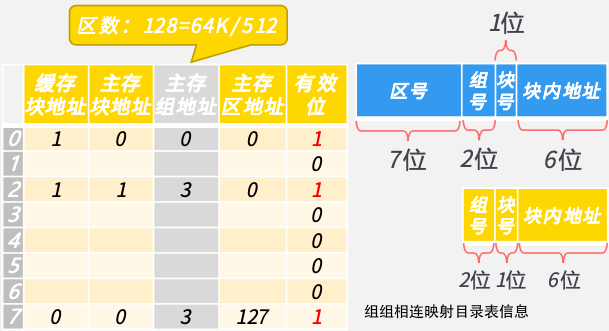 区数：128=64K/512
缓存 主存 主存 主存 有效
块地址 块地址 组地址 区地址 位
0 1 0 0 0 1
1 0
2 1 1 3 0 1
3 0
4 0
5 0
6 0
7 0 0 3 127 1
1位
区号 组号 块号 块内地址
7位 2位 6位
组号 块号 块内地址
2位 1位 6位
组组相连映射目录表信息